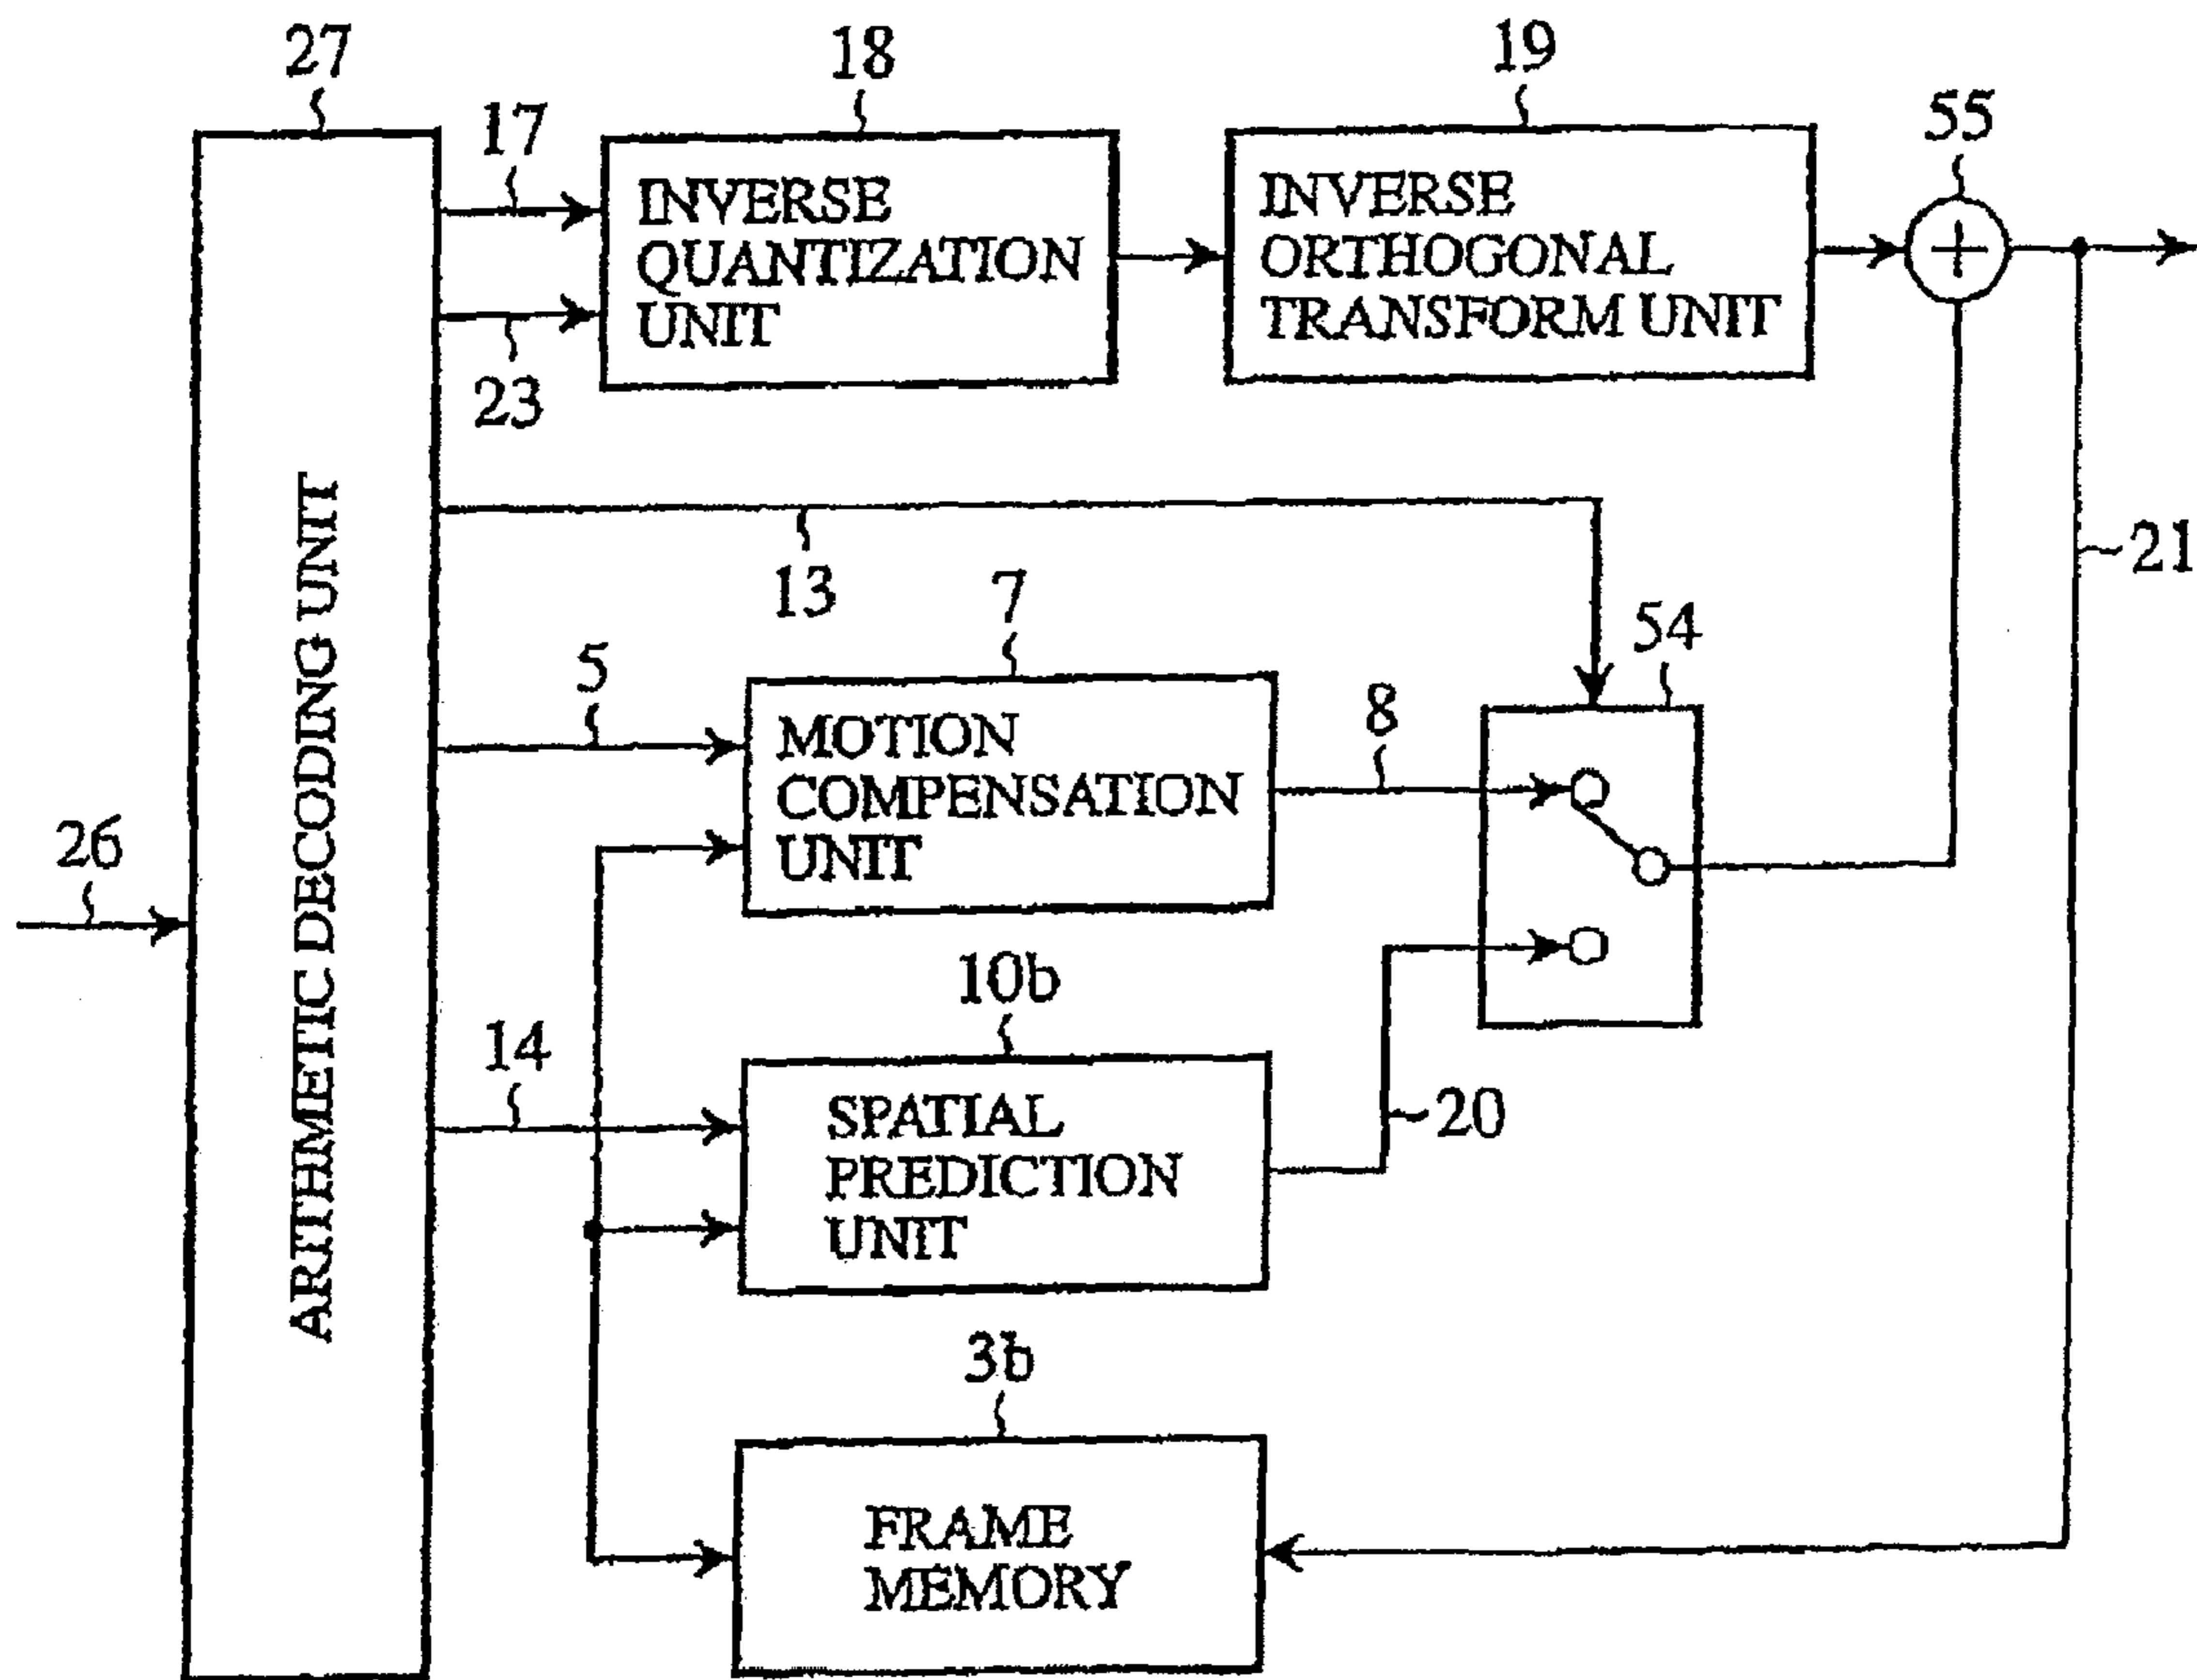 27
18
19
55
17
INVERSE
QUANTIZATION
UNIT
INVERSE
ORTHOGONAL
TRANSFORM UNIT
23
ARITHMETIC DECODING UNIT
13
21
7
54
5
MOTION
COMPENSATION
UNIT
8
26
10b
14
SPATIAL
PREDICTION
UNIT
20
3b
FRAME
MEMORY